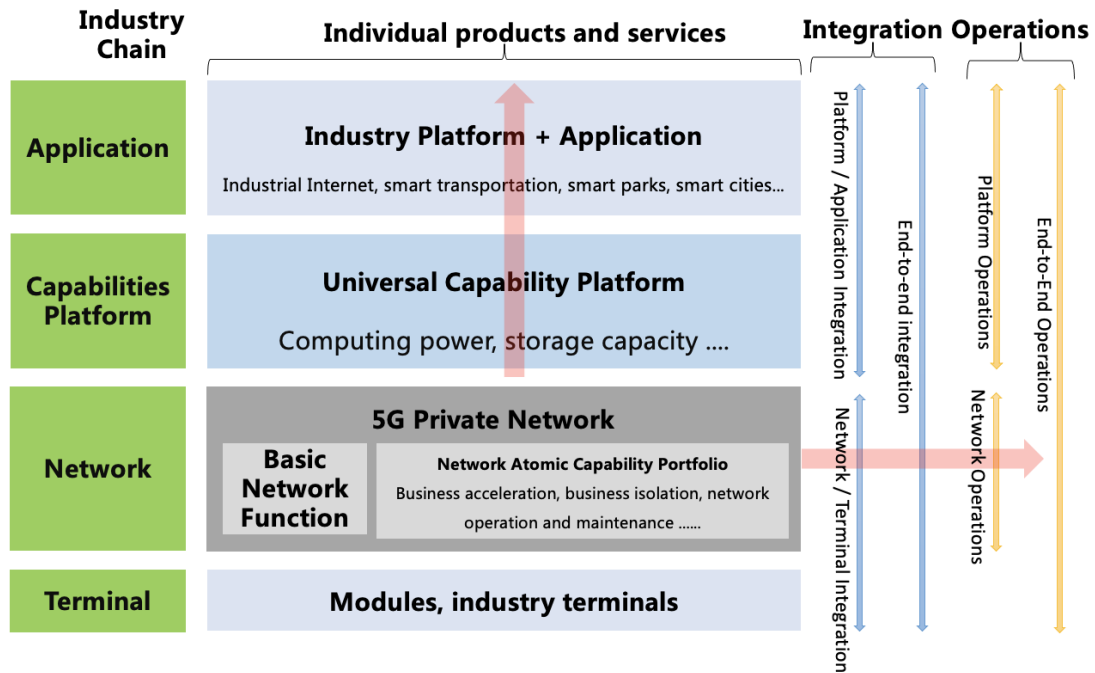 Industry
Chain
Individual products and services
Integration
Operations
Application
Industry Platform + Application
Industrial Internet, smart transportation, smart parks, smart cities...
Capabilities
Platform
Universal Capability Platform
Computing power, storage capacity ....
Network
5G Private Network
Basic
Network
Function
Network Atomic Capability Portfolio
Business acceleration, business isolation, network
operation and maintenance ......
Terminal
Modules, industry terminals
Platform / Application Integration
Network / Terminal Integration
End-to-end integration
Platform Operations
Network Operations
End-to-End Operations